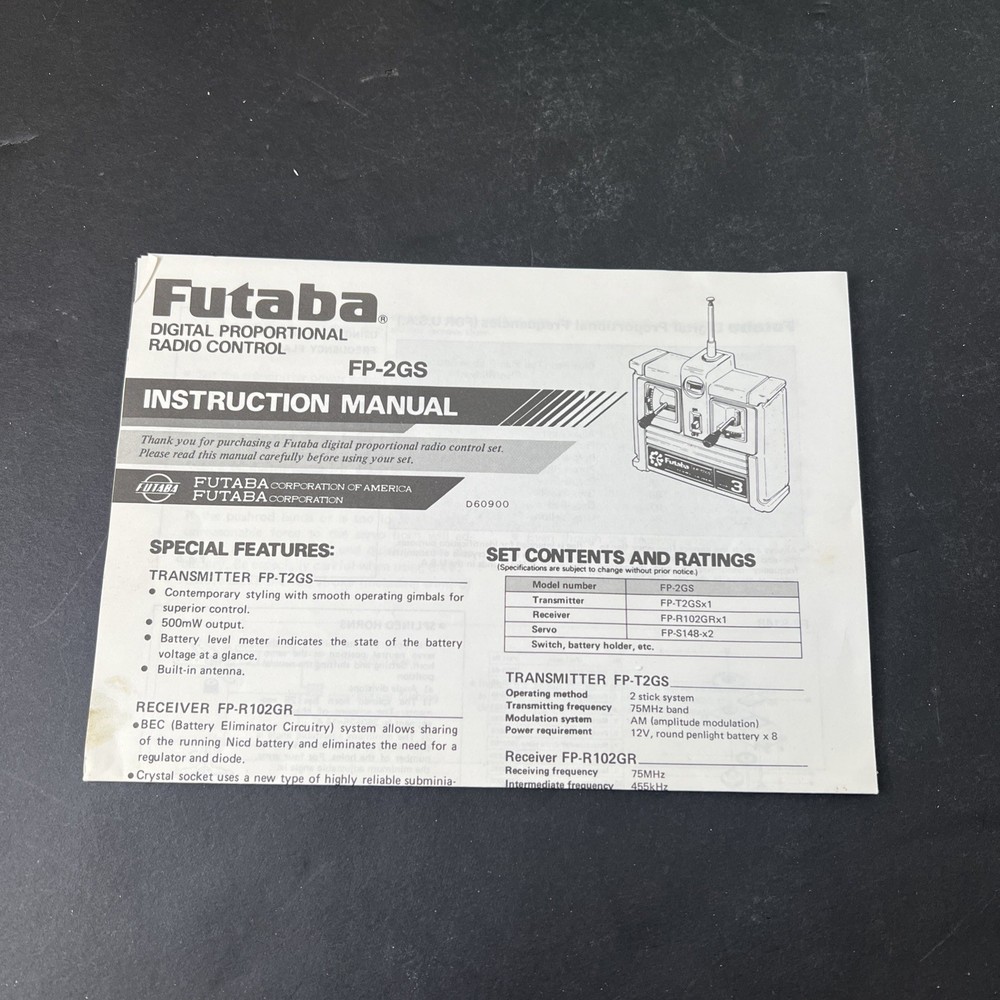 Futaba®
DIGITAL PROPORTIONAL
RADIO CONTROL
FP-2GS
INSTRUCTION MANUAL
Thank you for purchasing a Futaba digital proportional radio control set.
Please read this manual carefully before using your set.
FUTABA
FUTABA CORPORATION OF AMERICA
FUTABA CORPORATION
D60900
Futaba
3
SPECIAL FEATURES:
TRANSMITTER FP-T2GS
• Contemporary styling with smooth operating gimbals for
superior control.
• 500mW output.
• Battery level meter indicates the state of the battery
voltage at a glance.
• Built-in antenna.
RECEIVER FP-R102GR
• BEC (Battery Eliminator Circuitry) system allows sharing
of the running Nicd battery and eliminates the need for a
regulator and diode.
• Crystal socket uses a new type of highly reliable subminia-
SET CONTENTS AND RATINGS
(Specifications are subject to change without prior notice.)
Model number FP-2GS
Transmitter FP-T2GSx1
Receiver FP-R102GRx1
Servo FP-S148-x2
Switch, battery holder, etc.
TRANSMITTER FP-T2GS
Operating method 2 stick system
Transmitting frequency 75MHz band
Modulation system AM (amplitude modulation)
Power requirement 12V, round penlight battery x 8
Receiver FP-R102GR
Receiving frequency 75MHz
Intermediate frequency 455kHz